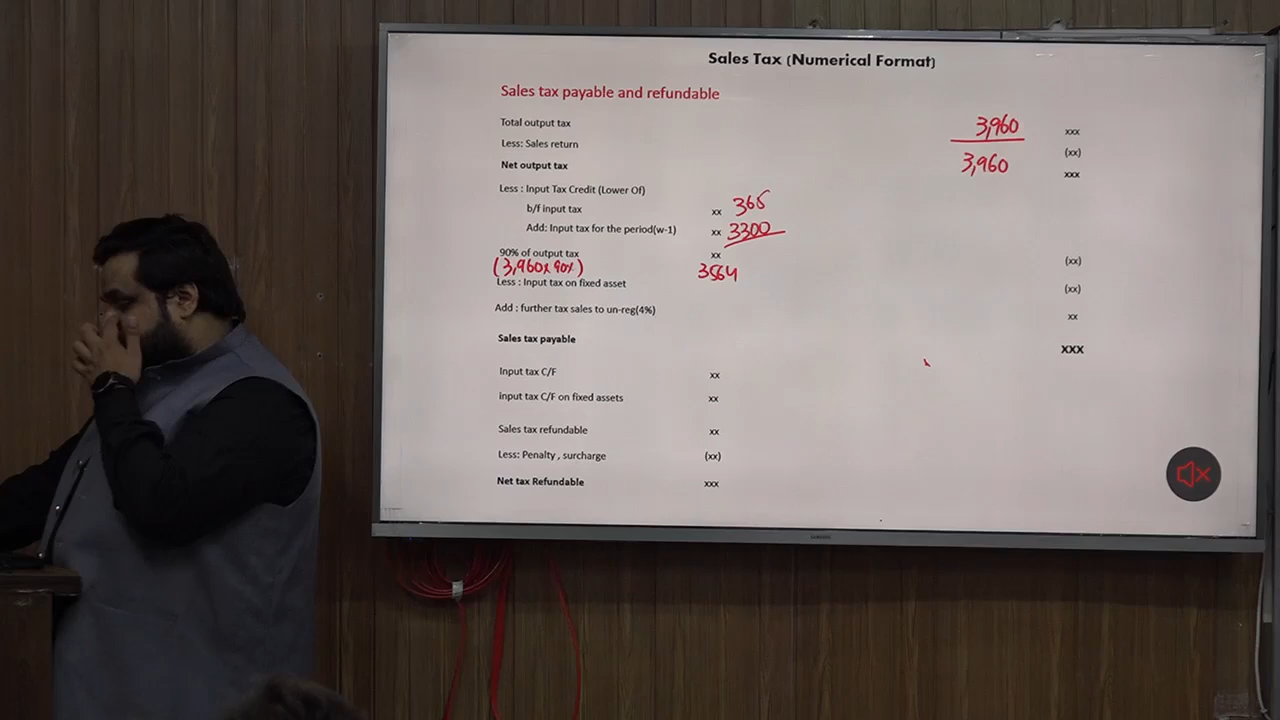 Sales Tax (Numerical Format)
Sales tax payable and refundable
Total output tax 3,960 xxx
Less: Sales return (xx)
Net output tax 3,960 xxx
Less : Input Tax Credit (Lower Of)
b/f input tax xx 365
Add: Input tax for the period(w-1) xx 3300
90% of output tax xx (xx)
(3,960 x 90%) 3564
Less : Input tax on fixed asset (xx)
Add : further tax sales to un-reg(4%) xx
Sales tax payable XXX
Input tax C/F xx
input tax C/F on fixed assets xx
Sales tax refundable xx
Less: Penalty , surcharge (xx)
Net tax Refundable xxx